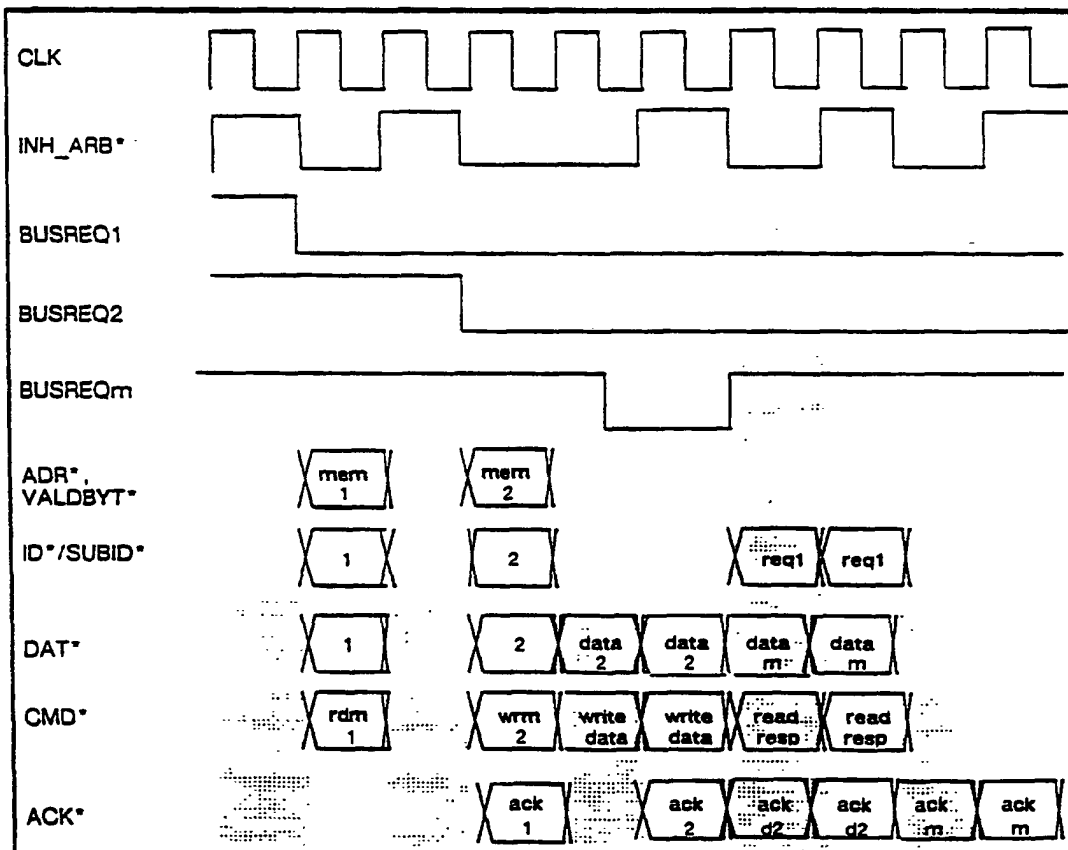 CLK
INH_ARB*
BUSREQ1
BUSREQ2
BUSREQm
ADR*,
VALDBYT*
mem
1
mem
2
ID*/SUBID*
1
2
req1
req1
DAT*
1
2
data
2
data
2
data
m
data
m
CMD*
rdm
1
wrm
2
write
data
write
data
read
resp
read
resp
ACK*
ack
1
ack
2
ack
d2
ack
d2
ack
m
ack
m